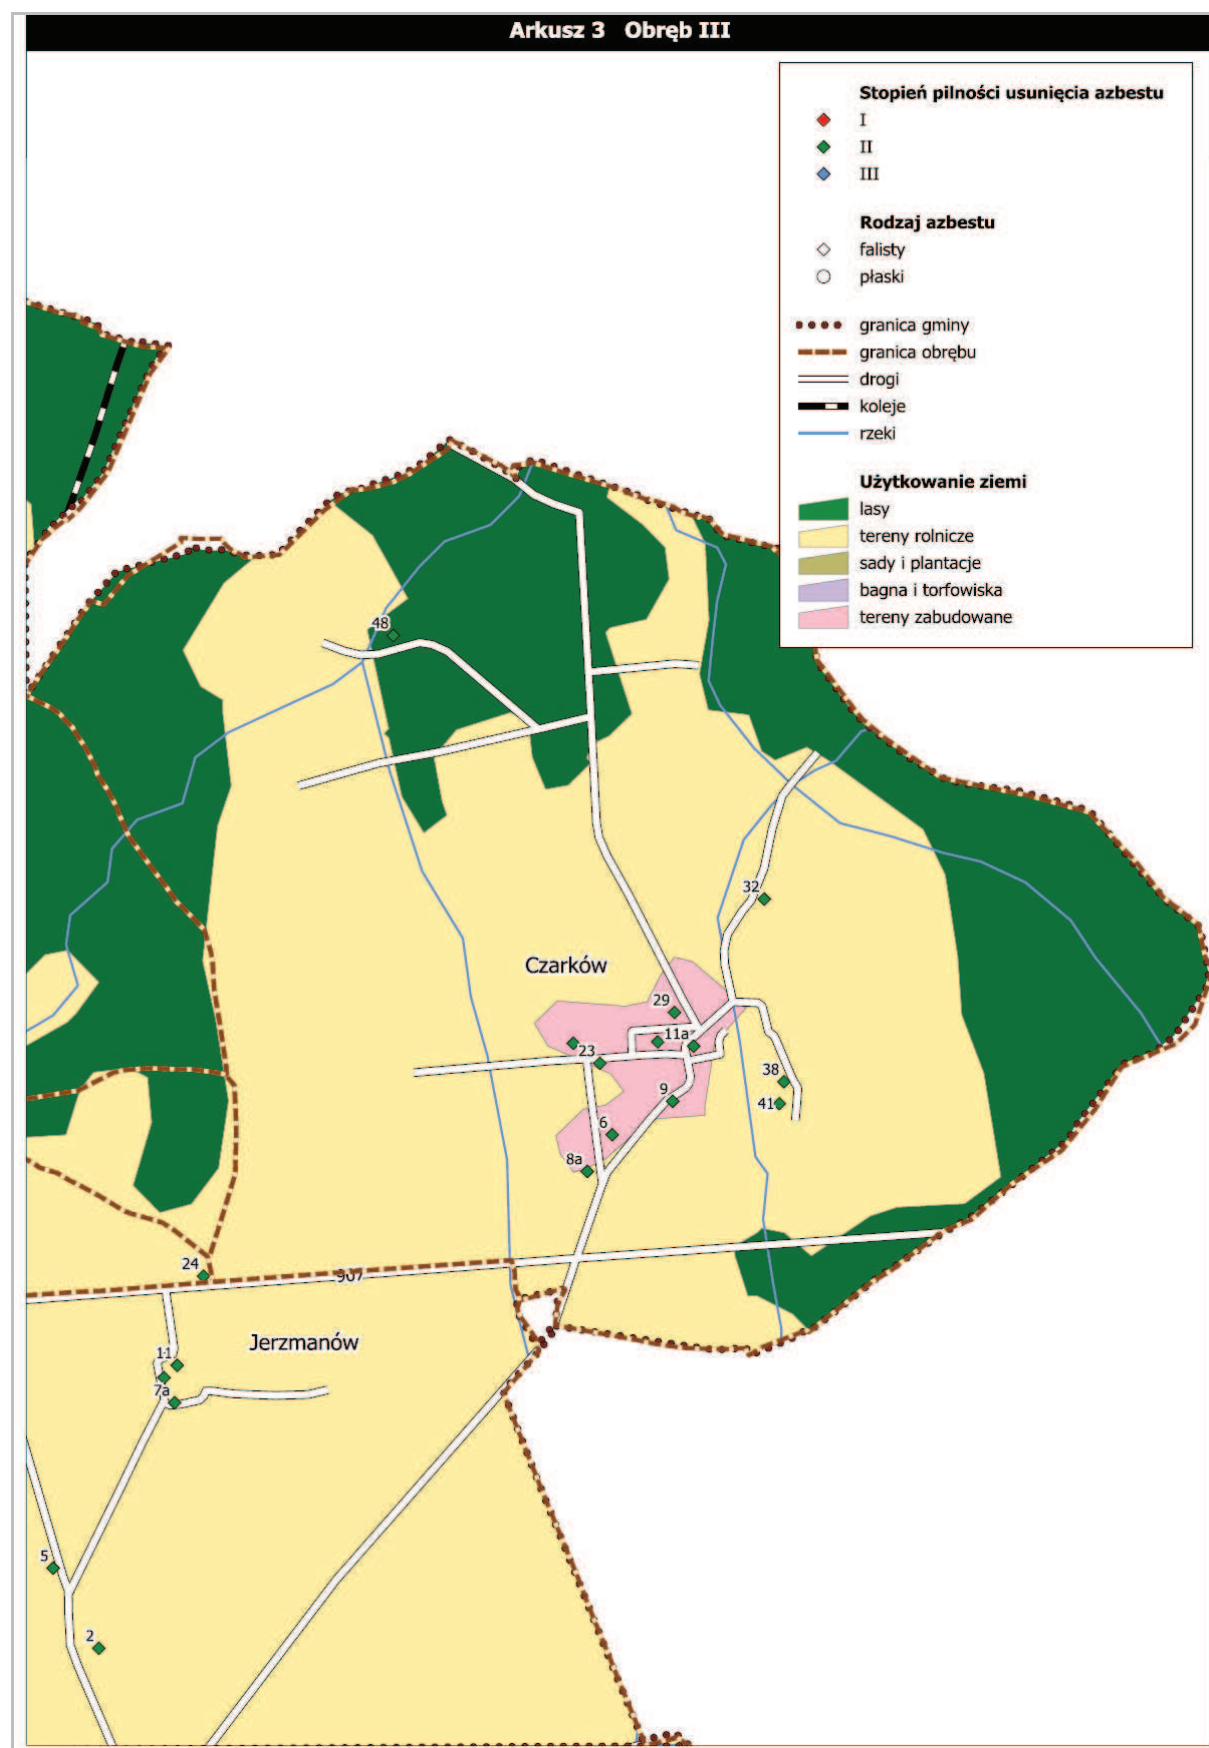 Arkusz 3 Obręb III
Stopień pilności usunięcia azbestu
I
II
III
Rodzaj azbestu
falisty
płaski
granica gminy
granica obrębu
drogi
koleje
rzeki
Użytkowanie ziemi
lasy
tereny rolnicze
sady i plantacje
bagna i torfowiska
tereny zabudowane
48
32
Czarków
29
11a
23
38
9
41
6
8a
24
907
Jerzmanów
11
7a
5
2